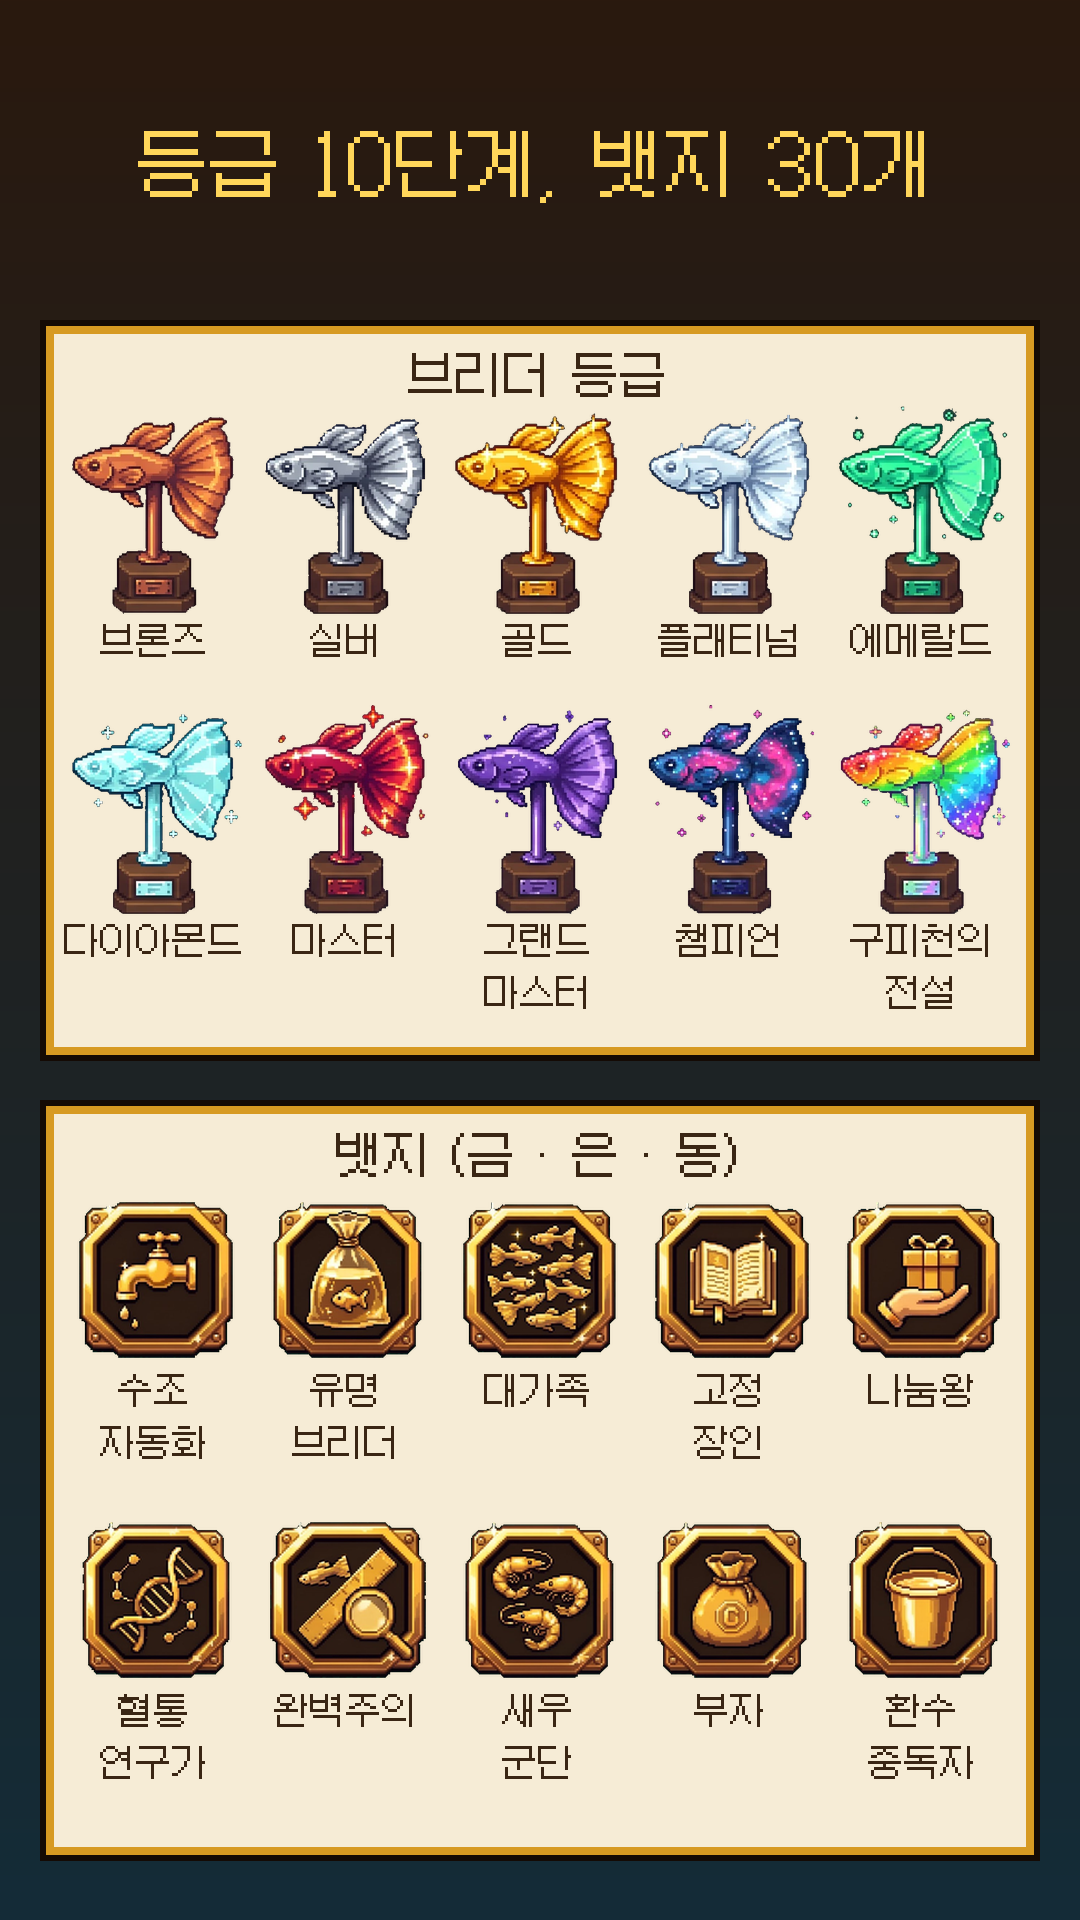 등급 10단계, 뱃지 30개
브리더 등급
브론즈 실버 골드 플래티넘 에메랄드
다이아몬드 마스터 그랜드 마스터 챔피언 구피천의 전설
뱃지 (금 · 은 · 동)
수조 자동화 유명 브리더 대가족 고정 장인 나눔왕
G
혈통 연구가 완벽주의 새우 군단 부자 환수 중독자